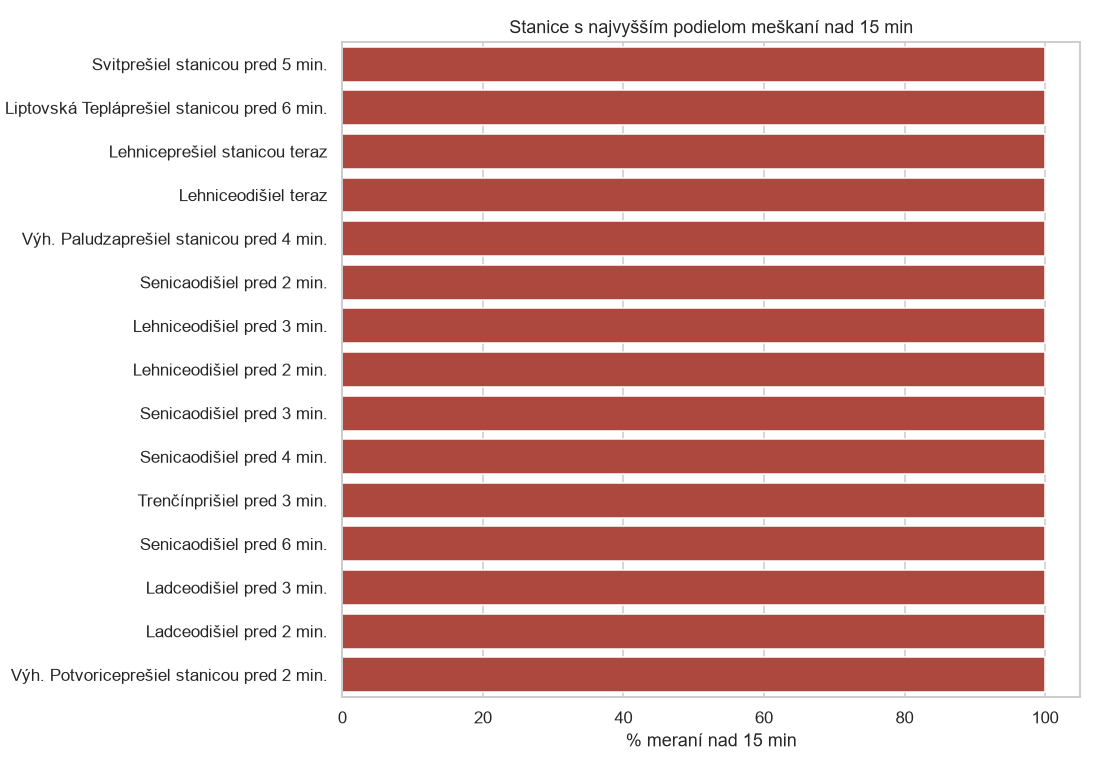 Stanice s najvyšším podielom meškaní nad 15 min
Svitprešiel stanicou pred 5 min.
Liptovská Tepláprešiel stanicou pred 6 min.
Lehniceprešiel stanicou teraz
Lehniceodišiel teraz
Výh. Paludzaprešiel stanicou pred 4 min.
Senicaodišiel pred 2 min.
Lehniceodišiel pred 3 min.
Lehniceodišiel pred 2 min.
Senicaodišiel pred 3 min.
Senicaodišiel pred 4 min.
Trenčínprišiel pred 3 min.
Senicaodišiel pred 6 min.
Ladceodišiel pred 3 min.
Ladceodišiel pred 2 min.
Výh. Potvoriceprešiel stanicou pred 2 min.
0 20 40 60 80 100
% meraní nad 15 min